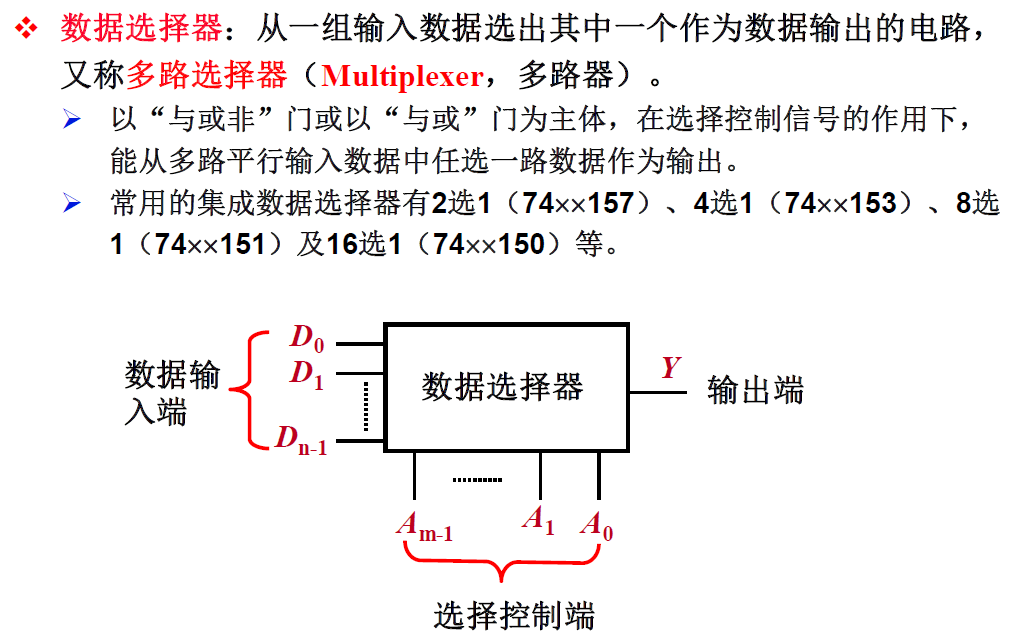 ❖ 数据选择器：从一组输入数据选出其中一个作为数据输出的电路，
又称多路选择器（Multiplexer，多路器）。
➢ 以“与或非”门或以“与或”门为主体，在选择控制信号的作用下，
能从多路平行输入数据中任选一路数据作为输出。
➢ 常用的集成数据选择器有2选1（74××157）、4选1（74××153）、8选
1（74××151）及16选1（74××150）等。
数据输
入端
D0
D1
Dn-1
数据选择器
Y
输出端
Am-1
A1
A0
选择控制端